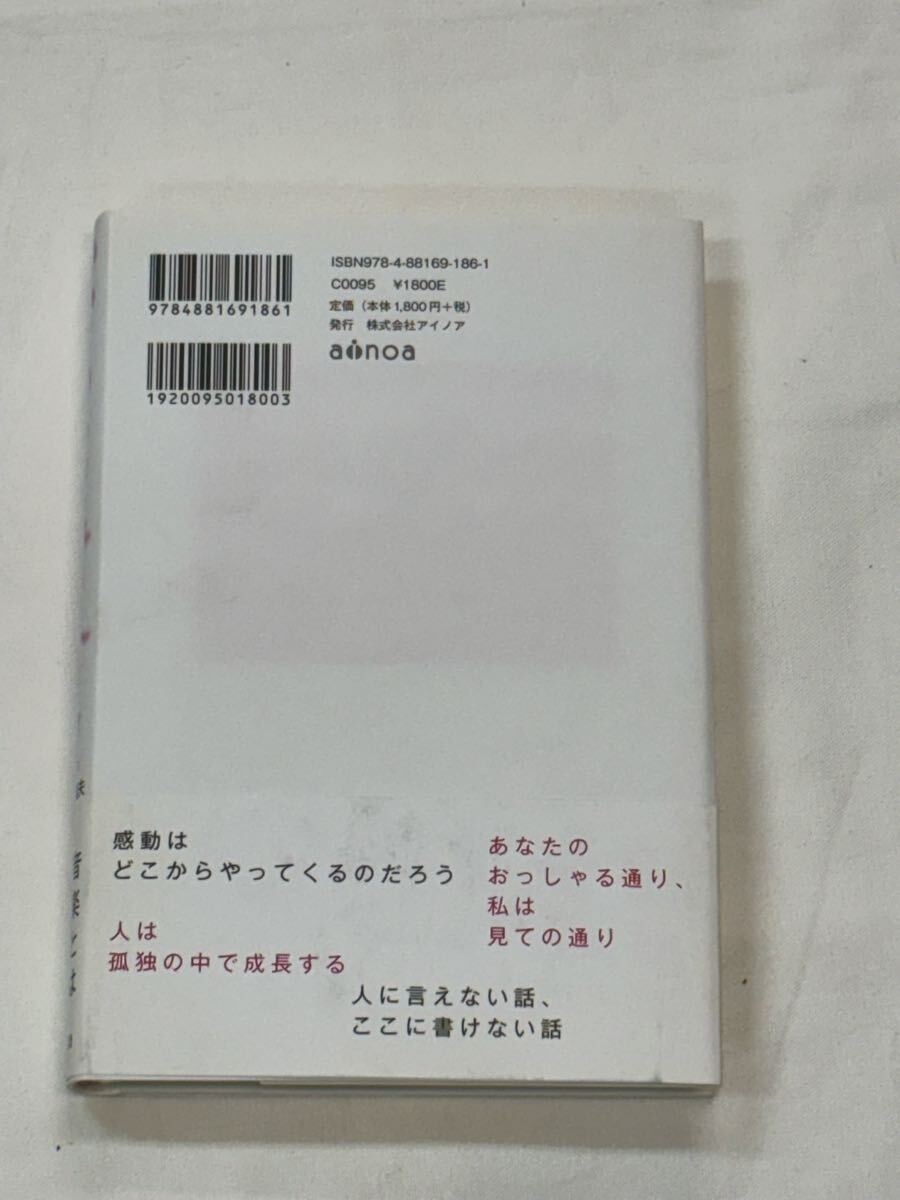 ISBN978-4-88169-186-1
C0095 ¥1800E
定価（本体1,800円＋税）
発行 株式会社アイノア
ainoa
9784881691861
1920095018003
感動は
どこからやってくるのだろう
人は
孤独の中で成長する
あなたの
おっしゃる通り、
私は
見ての通り
人に言えない話、
ここに書けない話
音楽とは